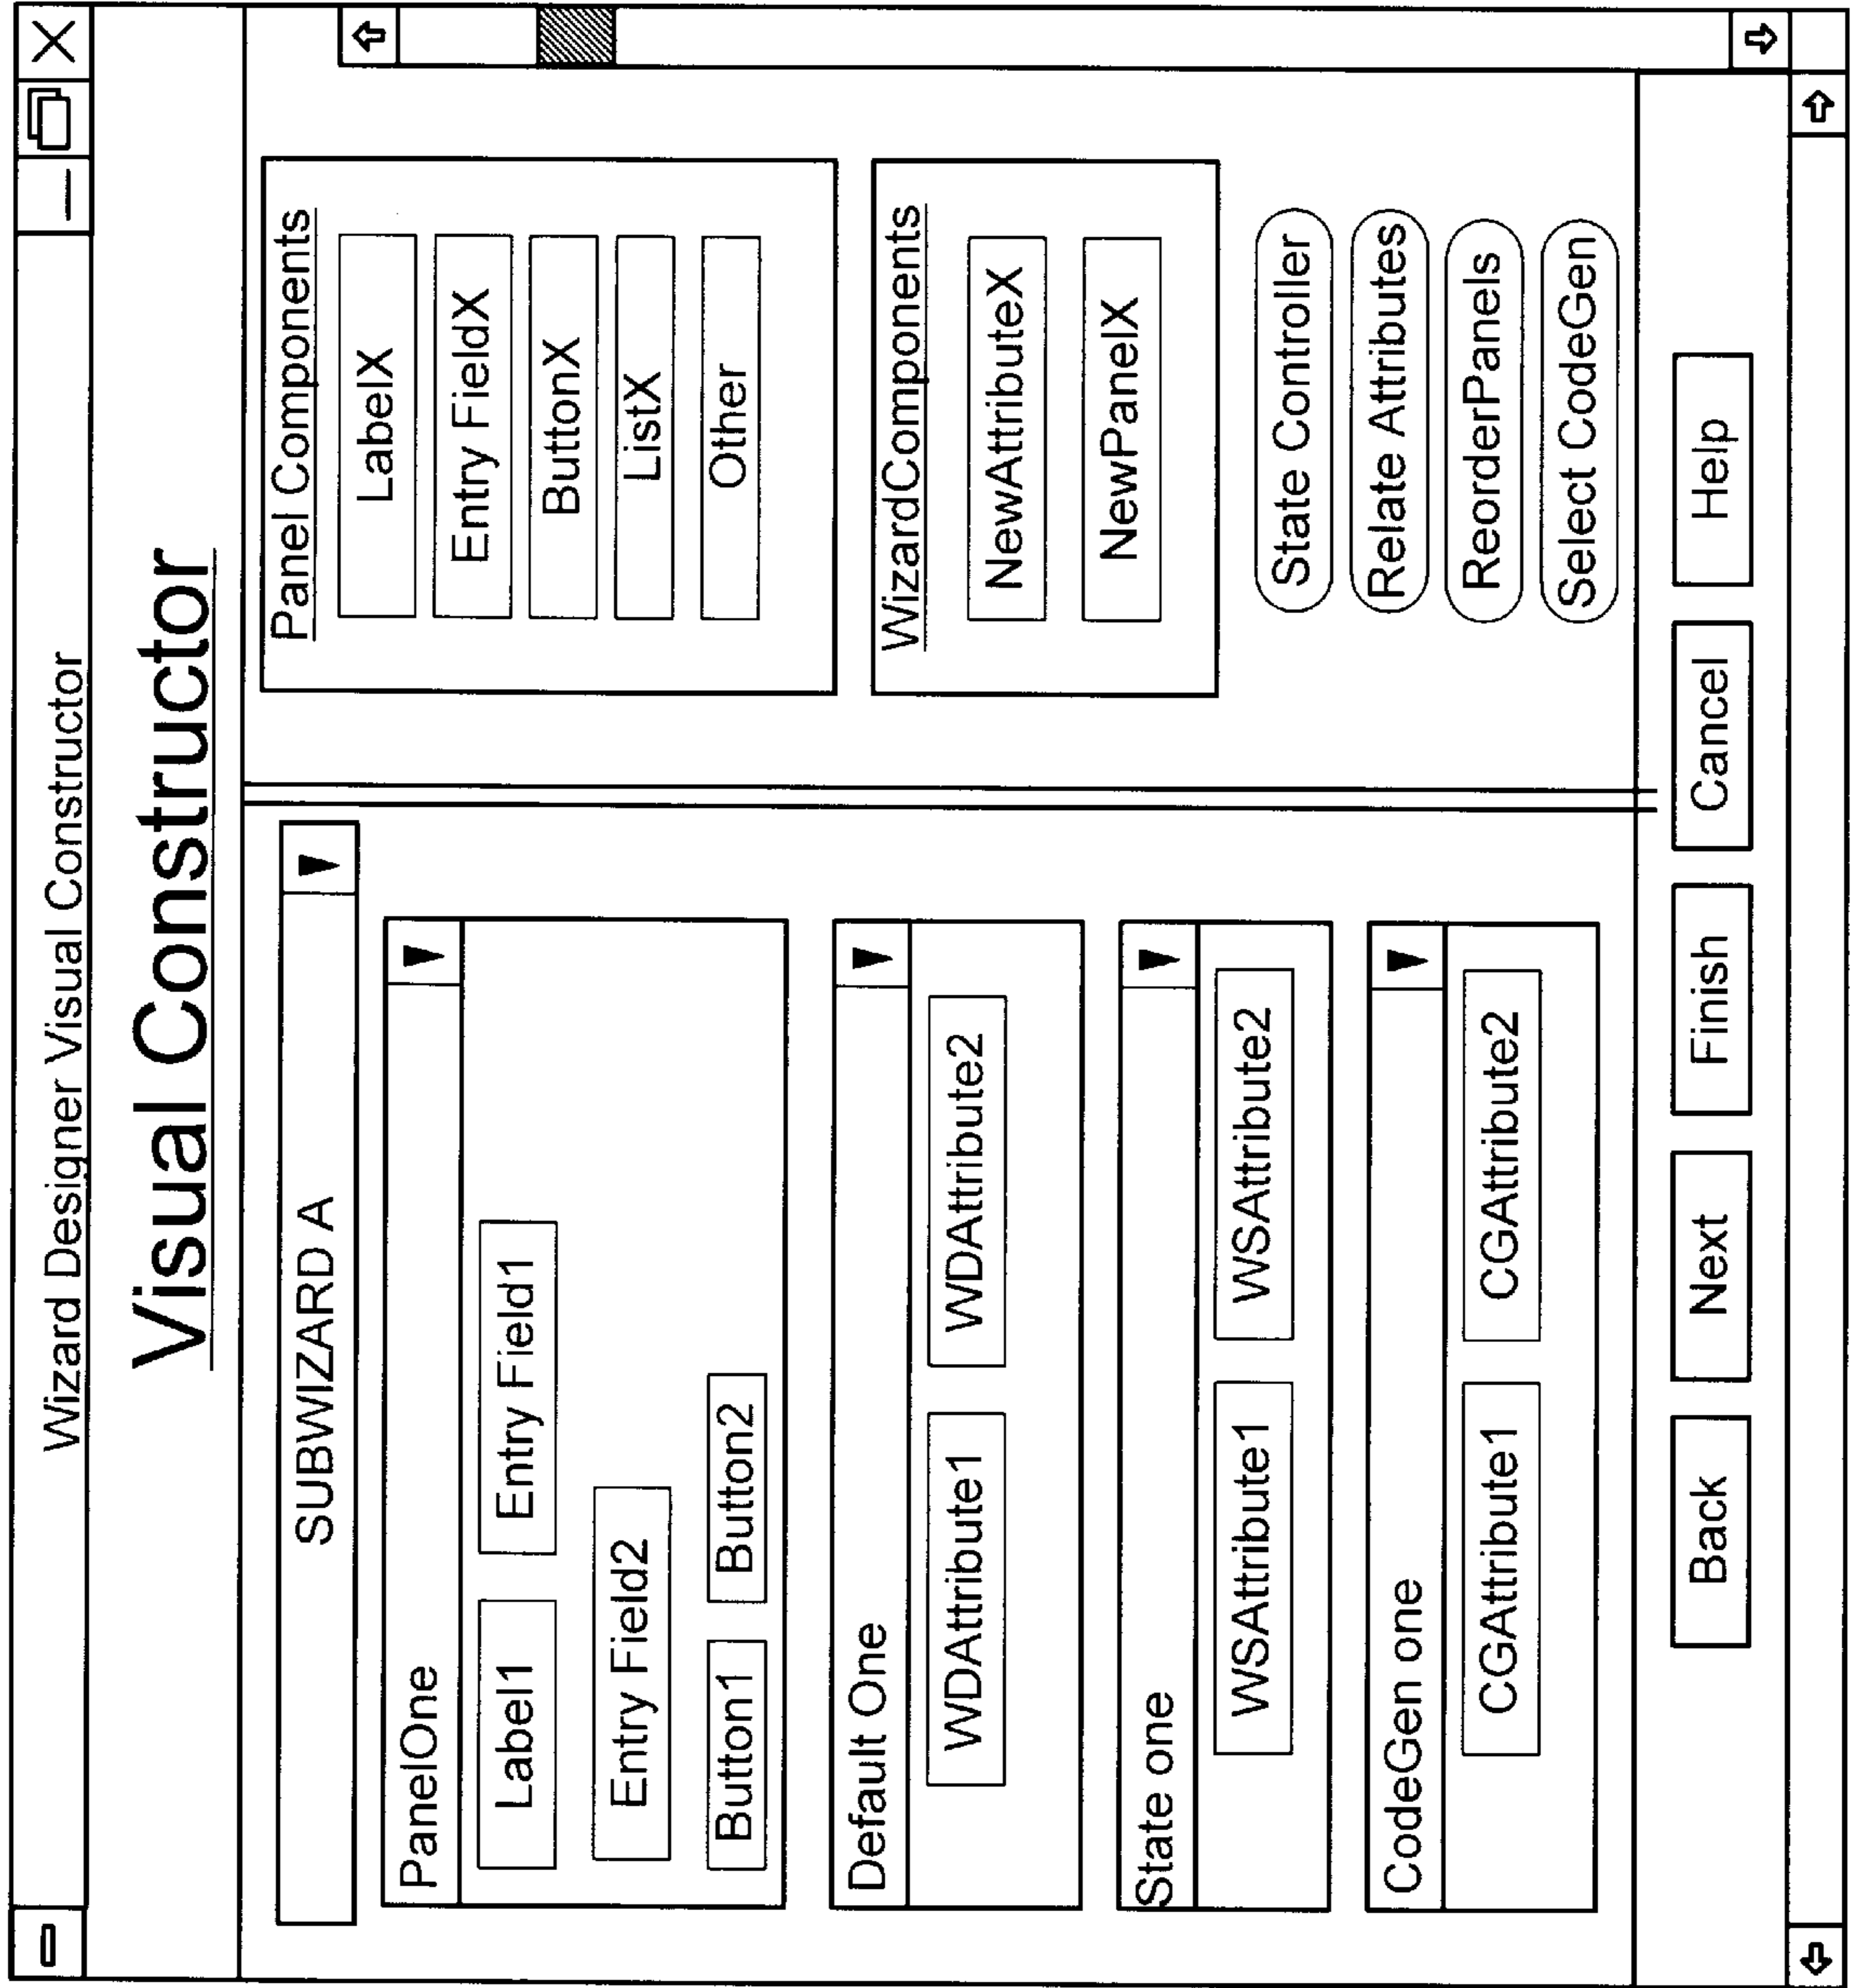 Wizard Designer Visual Constructor
Visual Constructor
SUBWIZARD A
PanelOne
Label1 Entry Field1
Entry Field2
Button1 Button2
Default One
WDAttribute1 WDAttribute2
State one
WSAttribute1 WSAttribute2
CodeGen one
CGAttribute1 CGAttribute2
Panel Components
LabelX
Entry FieldX
ButtonX
ListX
Other
WizardComponents
NewAttributeX
NewPanelX
State Controller
Relate Attributes
ReorderPanels
Select CodeGen
Back Next Finish Cancel Help